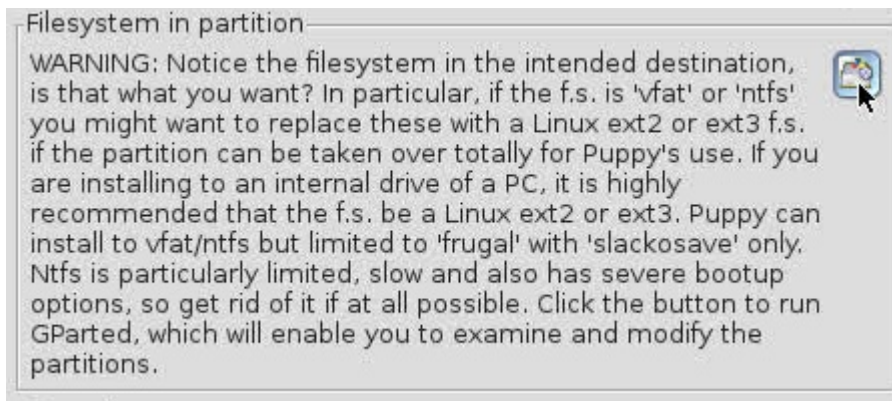 Filesystem in partition
WARNING: Notice the filesystem in the intended destination,
is that what you want? In particular, if the f.s. is 'vfat' or 'ntfs'
you might want to replace these with a Linux ext2 or ext3 f.s.
if the partition can be taken over totally for Puppy's use. If you
are installing to an internal drive of a PC, it is highly
recommended that the f.s. be a Linux ext2 or ext3. Puppy can
install to vfat/ntfs but limited to 'frugal' with 'slackosave' only.
Ntfs is particularly limited, slow and also has severe bootup
options, so get rid of it if at all possible. Click the button to run
GParted, which will enable you to examine and modify the
partitions.